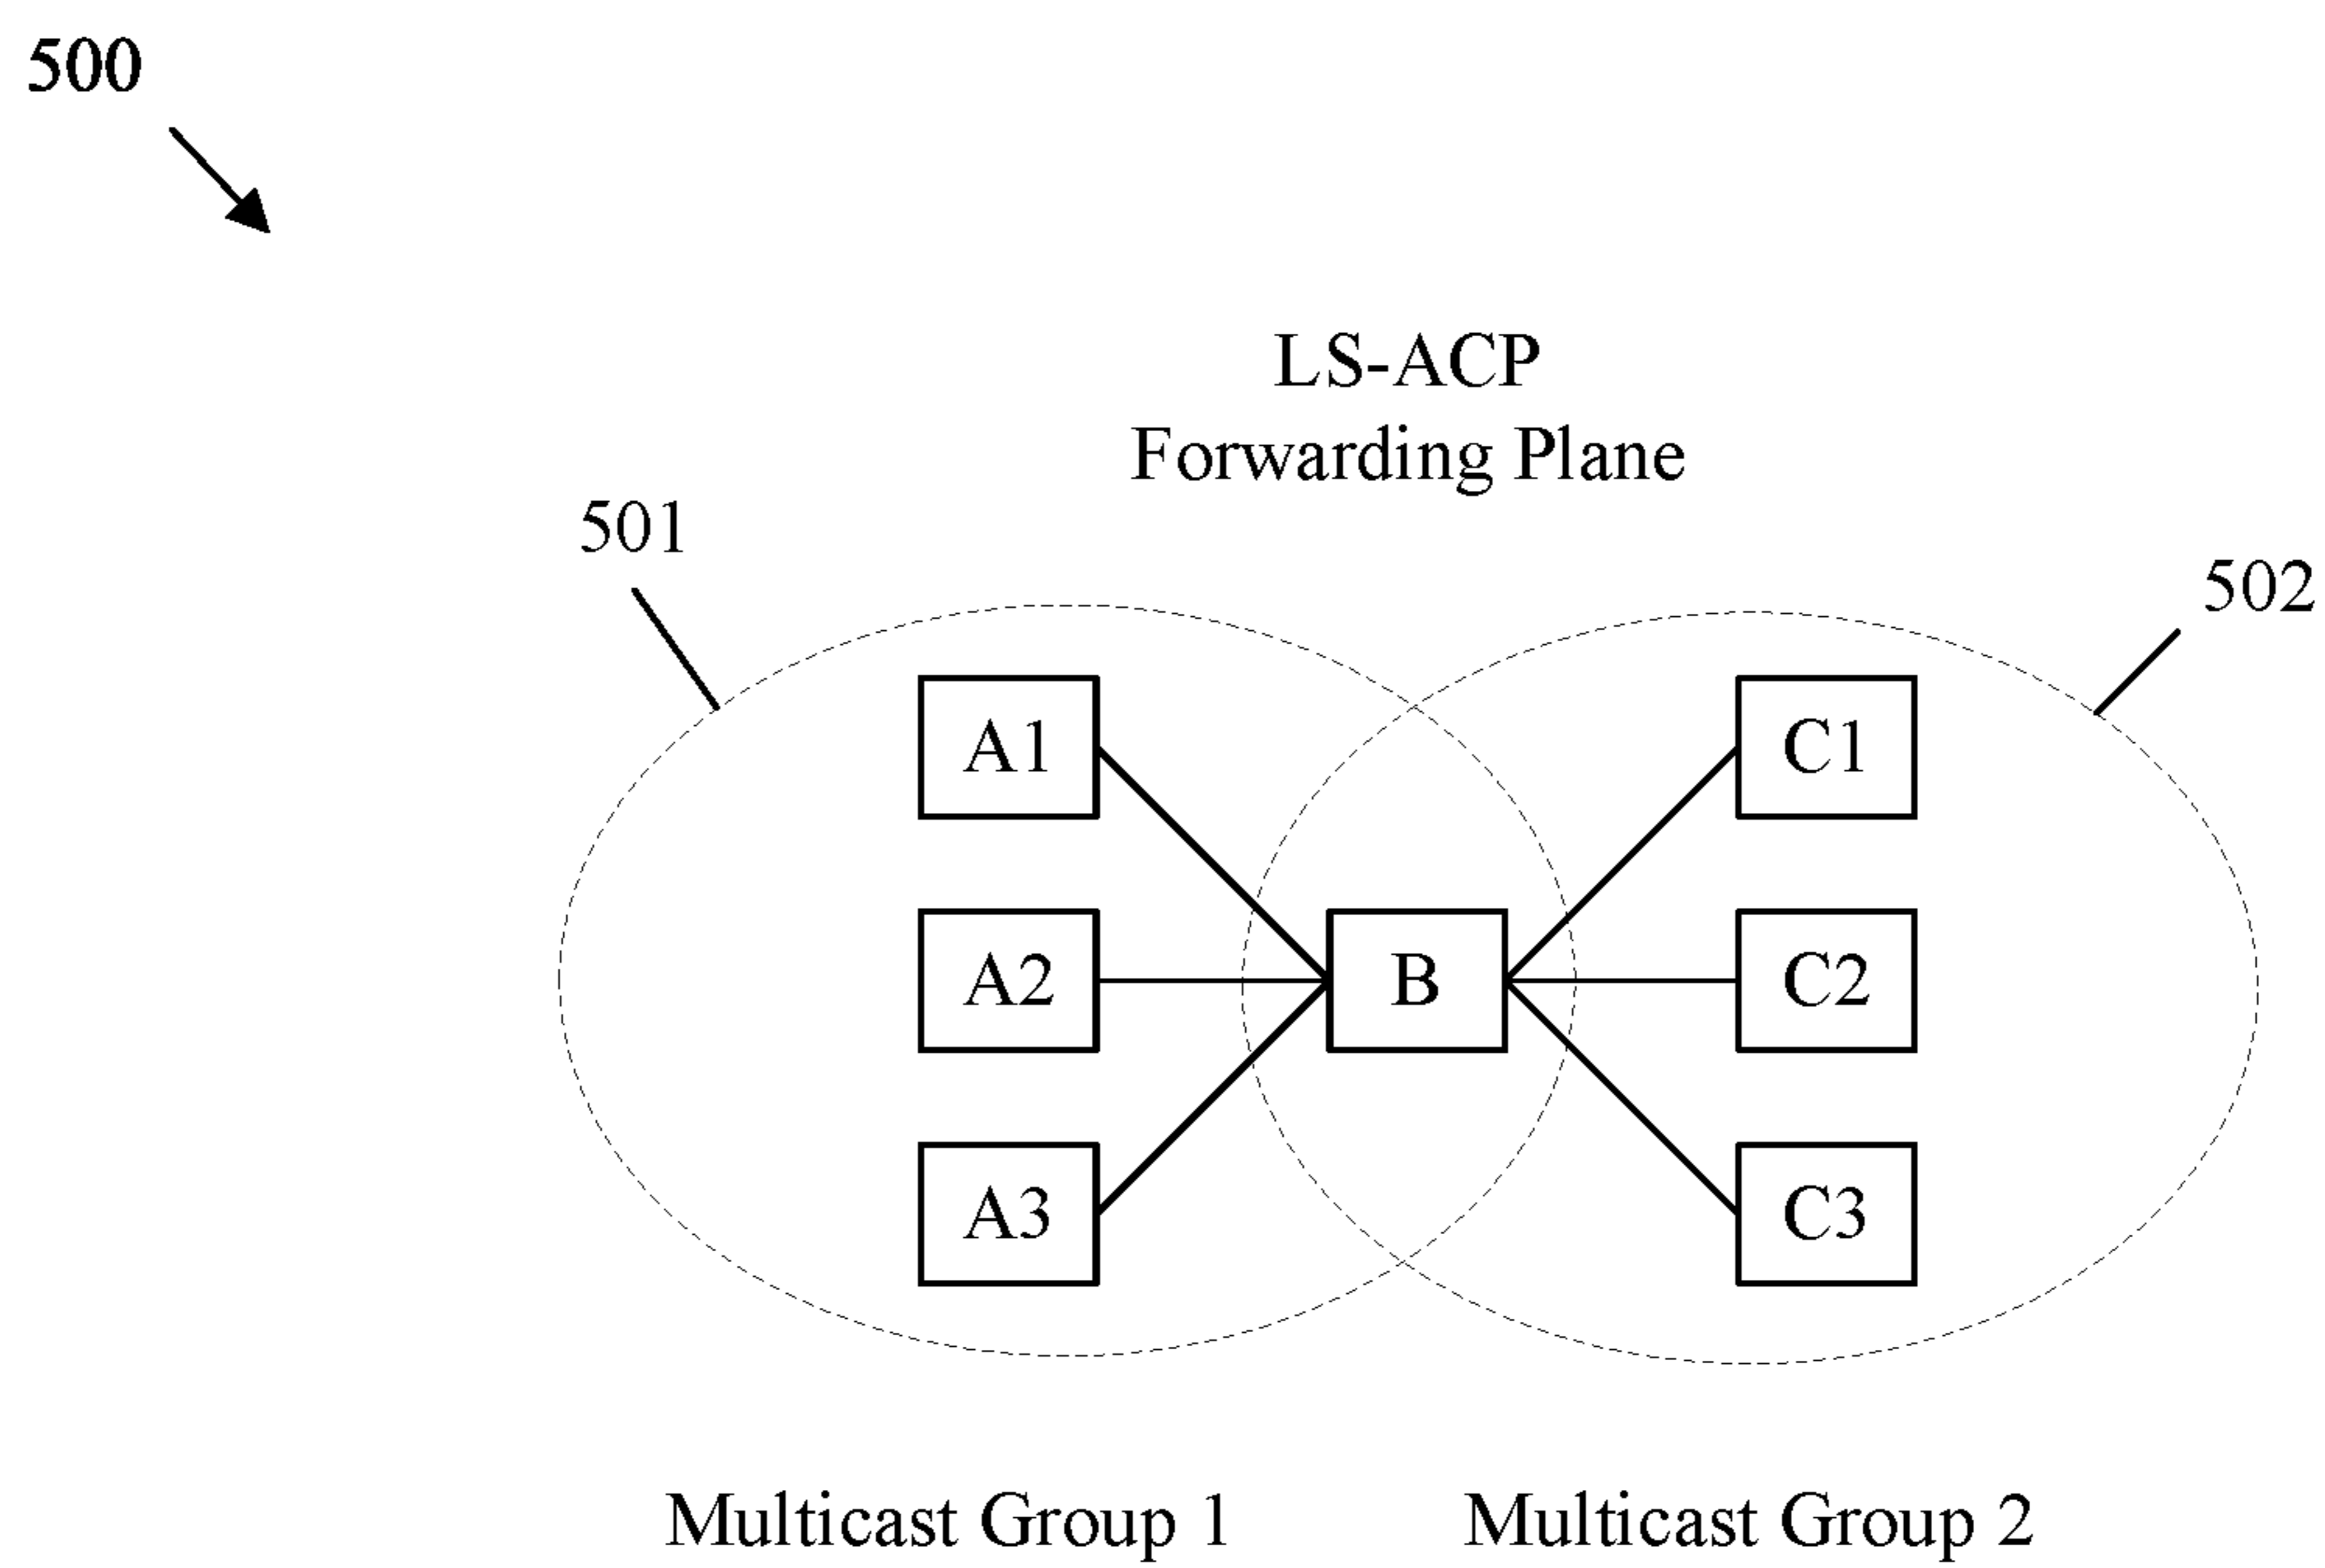 500
LS-ACP
Forwarding Plane
501
502
A1
C1
A2
B
C2
A3
C3
Multicast Group 1
Multicast Group 2